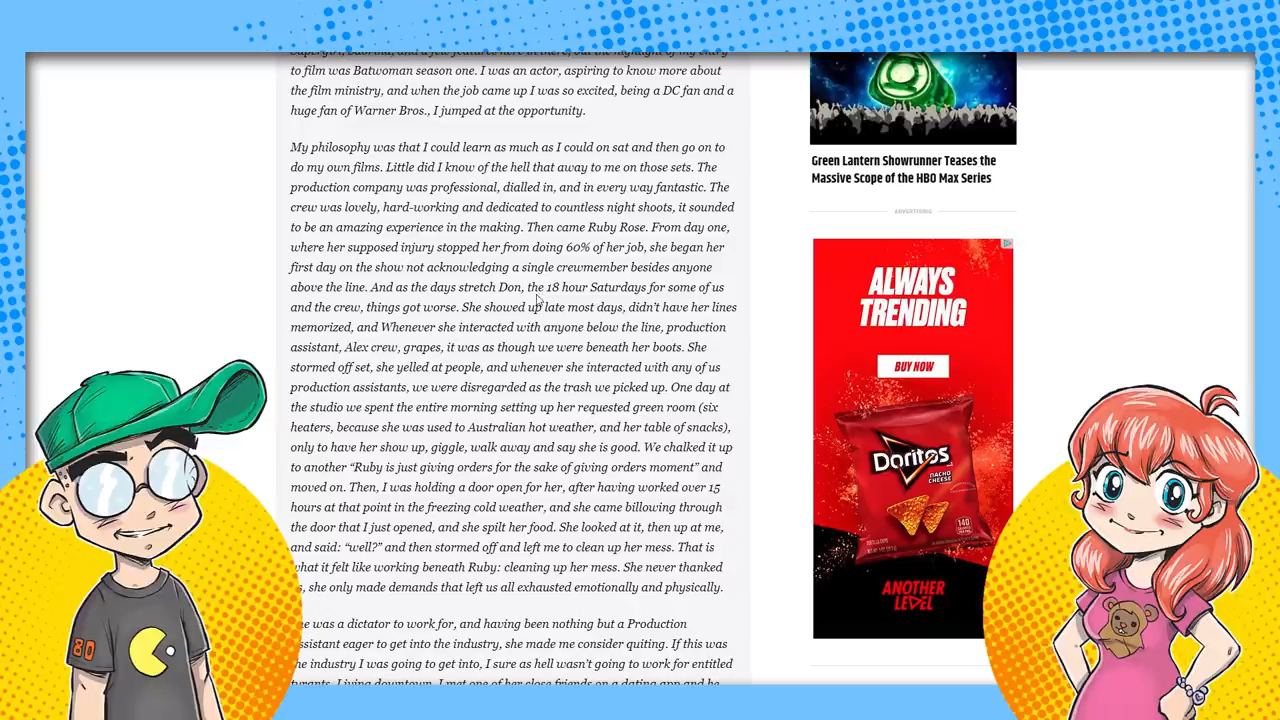 to film was Batwoman season one. I was an actor, aspiring to know more about
the film ministry, and when the job came up I was so excited, being a DC fan and a
huge fan of Warner Bros., I jumped at the opportunity.
My philosophy was that I could learn as much as I could on sat and then go on to
do my own films. Little did I know of the hell that away to me on those sets. The
production company was professional, dialled in, and in every way fantastic. The
crew was lovely, hard-working and dedicated to countless night shoots, it sounded
to be an amazing experience in the making. Then came Ruby Rose. From day one,
where her supposed injury stopped her from doing 60% of her job, she began her
first day on the show not acknowledging a single crewmember besides anyone
above the line. And as the days stretch Don, the 18 hour Saturdays for some of us
and the crew, things got worse. She showed up late most days, didn't have her lines
memorized, and Whenever she interacted with anyone below the line, production
assistant, Alex crew, grapes, it was as though we were beneath her boots. She
stormed off set, she yelled at people, and whenever she interacted with any of us
production assistants, we were disregarded as the trash we picked up. One day at
the studio we spent the entire morning setting up her requested green room (six
heaters, because she was used to Australian hot weather, and her table of snacks),
only to have her show up, giggle, walk away and say she is good. We chalked it up
to another “Ruby is just giving orders for the sake of giving orders moment” and
moved on. Then, I was holding a door open for her, after having worked over 15
hours at that point in the freezing cold weather, and she came billowing through
the door that I just opened, and she spilt her food. She looked at it, then up at me,
and said: “well?” and then stormed off and left me to clean up her mess. That is
what it felt like working beneath Ruby: cleaning up her mess. She never thanked
s, she only made demands that left us all exhausted emotionally and physically.
e was a dictator to work for, and having been nothing but a Production
ssistant eager to get into the industry, she made me consider quiting. If this was
he industry I was going to get into, I sure as hell wasn't going to work for entitled
tyrants. Living downtown, I met one of her close friends on a dating app and he
Green Lantern Showrunner Teases the
Massive Scope of the HBO Max Series
ADVERTISING
ALWAYS
TRENDING
BUY NOW
Doritos
NACHO
CHEESE
140
ANOTHER
LEVEL
80